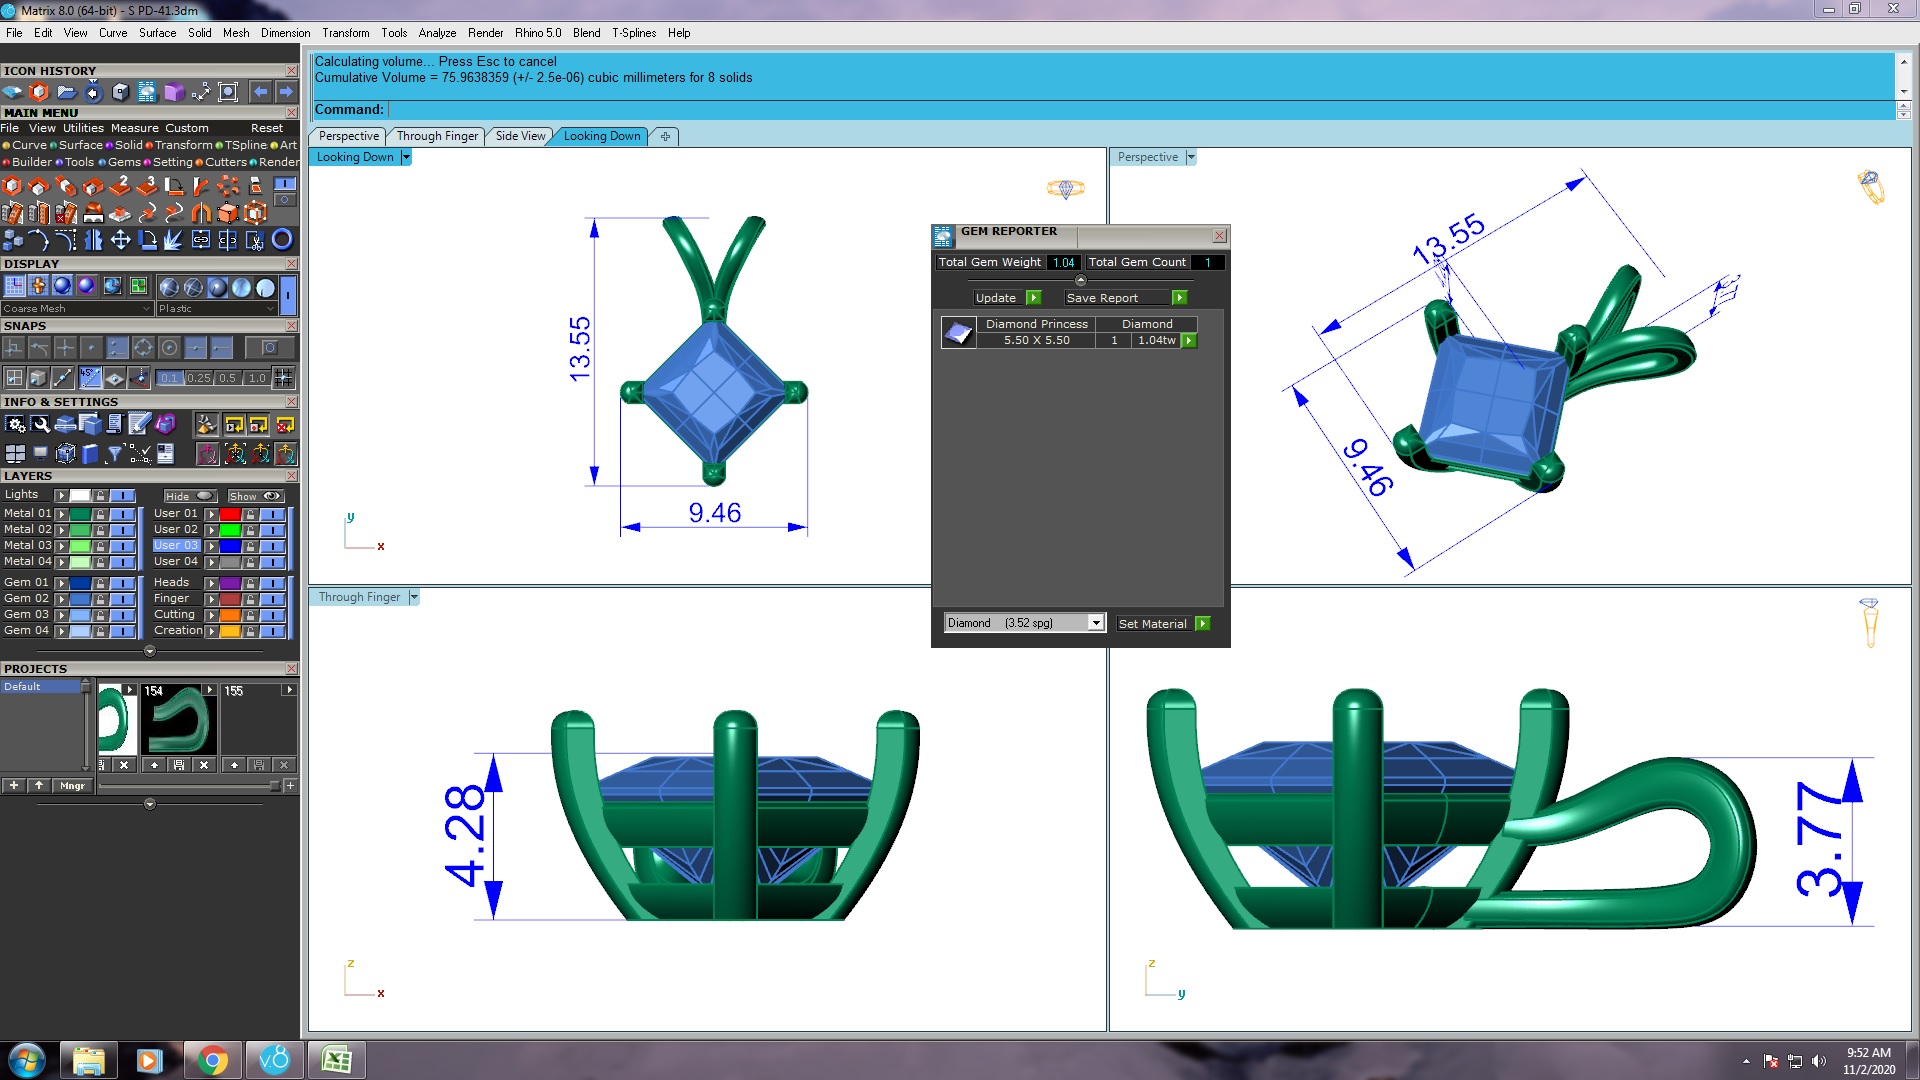 Matrix 8.0 (64-bit) - S PD-41.3dm
File Edit View Curve Surface Solid Mesh Dimension Transform Tools Analyze Render Rhino 5.0 Blend T-Splines Help
ICON HISTORY
Calculating volume... Press Esc to cancel
Cumulative Volume = 75.9638359 (+/- 2.5e-06) cubic millimeters for 8 solids
Command:
MAIN MENU
File View Utilities Measure Custom Reset
Curve Surface Solid Transform TSpline Art
Builder Tools Gems Setting Cutters Render
Perspective Through Finger Side View Looking Down
Looking Down
Perspective
2 3
DISPLAY
Coarse Mesh Plastic
SNAPS
45°
0.1 0.25 0.5 1.0
INFO & SETTINGS
LAYERS
Lights Hide Show
Metal 01 User 01
Metal 02 User 02
Metal 03 User 03
Metal 04 User 04
Gem 01 Heads
Gem 02 Finger
Gem 03 Cutting
Gem 04 Creation
PROJECTS
Default 154 155
Mngr
13.55
9.46
y
x
GEM REPORTER
Total Gem Weight 1.04 Total Gem Count 1
Update Save Report
Diamond Princess Diamond
5.50 X 5.50 1 1.04tw
Diamond (3.52 spg) Set Material
13.55
9.46
Through Finger
4.28
z
x
3.77
z
y
v8
9:52 AM
11/2/2020